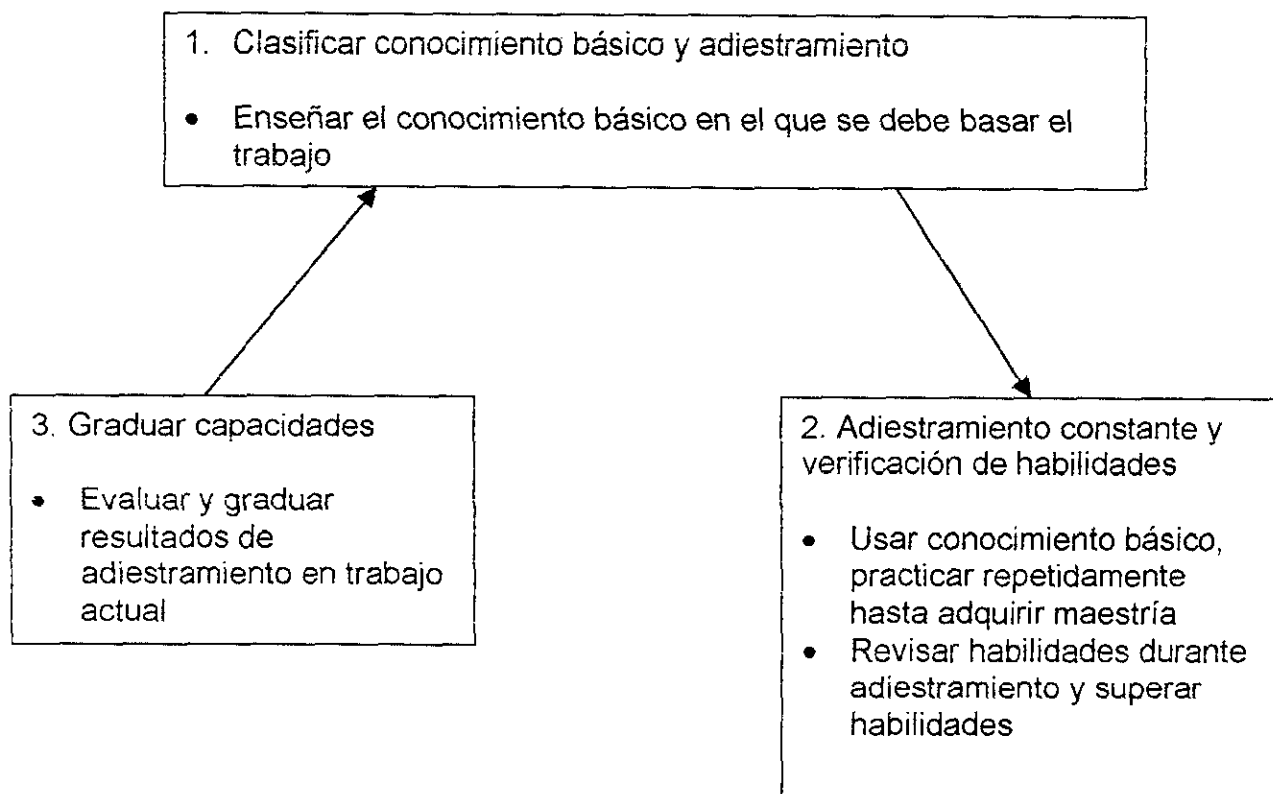 1. Clasificar conocimiento básico y adiestramiento
• Enseñar el conocimiento básico en el que se debe basar el
trabajo
2. Adiestramiento constante y
verificación de habilidades
• Usar conocimiento básico,
practicar repetidamente
hasta adquirir maestría
• Revisar habilidades durante
adiestramiento y superar
habilidades
3. Graduar capacidades
• Evaluar y graduar
resultados de
adiestramiento en trabajo
actual